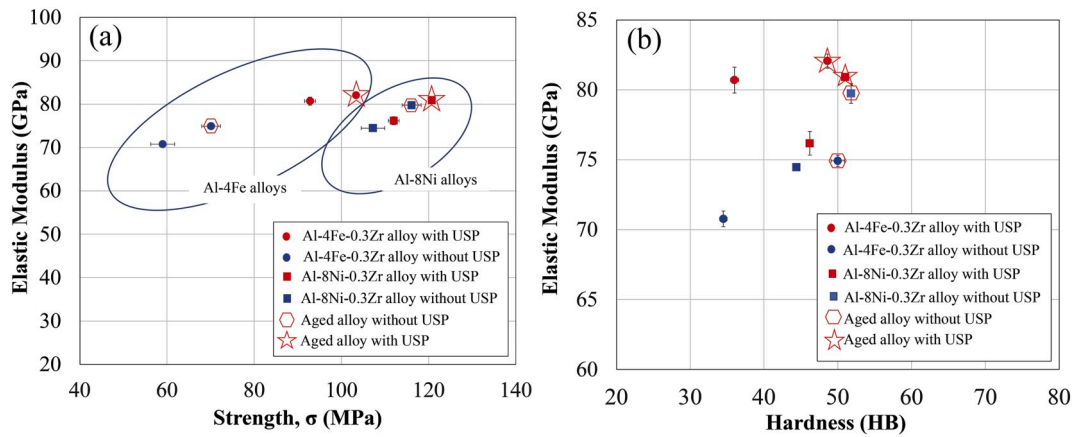 (a)
Elastic Modulus (GPa)
100
90
80
70
60
50
40
30
20
Al-4Fe alloys
Al-8Ni alloys
Al-4Fe-0.3Zr alloy with USP
Al-4Fe-0.3Zr alloy without USP
Al-8Ni-0.3Zr alloy with USP
Al-8Ni-0.3Zr alloy without USP
Aged alloy without USP
Aged alloy with USP
40
60
80
100
120
140
Strength, σ (MPa)
(b)
Elastic Modulus (GPa)
85
80
75
70
65
60
Al-4Fe-0.3Zr alloy with USP
Al-4Fe-0.3Zr alloy without USP
Al-8Ni-0.3Zr alloy with USP
Al-8Ni-0.3Zr alloy without USP
Aged alloy without USP
Aged alloy with USP
20
30
40
50
60
70
80
Hardness (HB)